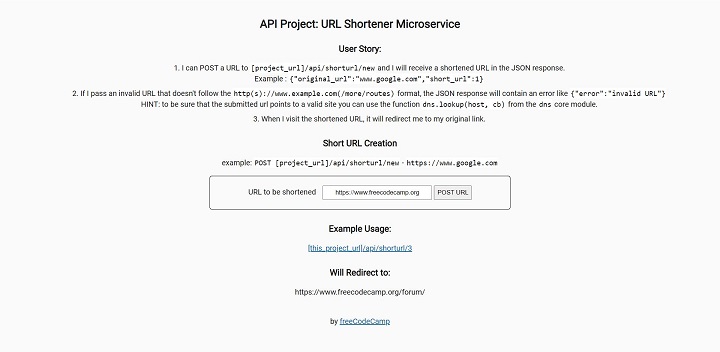 API Project: URL Shortener Microservice
User Story:
1. I can POST a URL to [project_url]/api/shorturl/new and I will receive a shortened URL in the JSON response.
Example : {"original_url":"www.google.com","short_url":1}
2. If I pass an invalid URL that doesn't follow the http(s)://www.example.com(/more/routes) format, the JSON response will contain an error like {"error":"invalid URL"}
HINT: to be sure that the submitted url points to a valid site you can use the function dns.lookup(host, cb) from the dns core module.
3. When I visit the shortened URL, it will redirect me to my original link.
Short URL Creation
example: POST [project_url]/api/shorturl/new - https://www.google.com
URL to be shortened https://www.freecodecamp.org POST URL
Example Usage:
[this_project_url]/api/shorturl/3
Will Redirect to:
https://www.freecodecamp.org/forum/
by freeCodeCamp